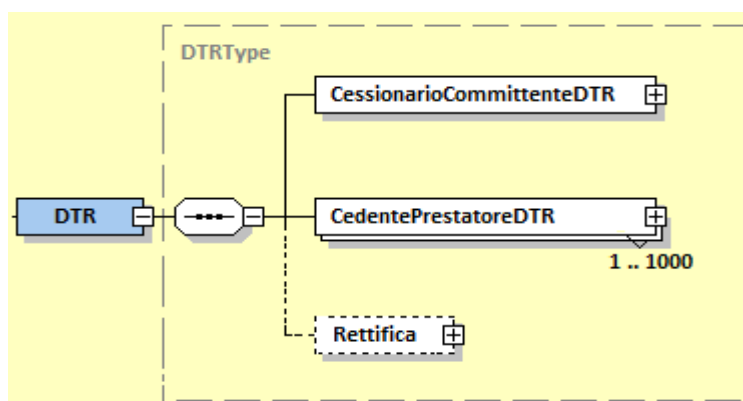 DTRType
CessionarioCommittenteDTR
DTR
CedentePrestatoreDTR
1 .. 1000
Rettifica